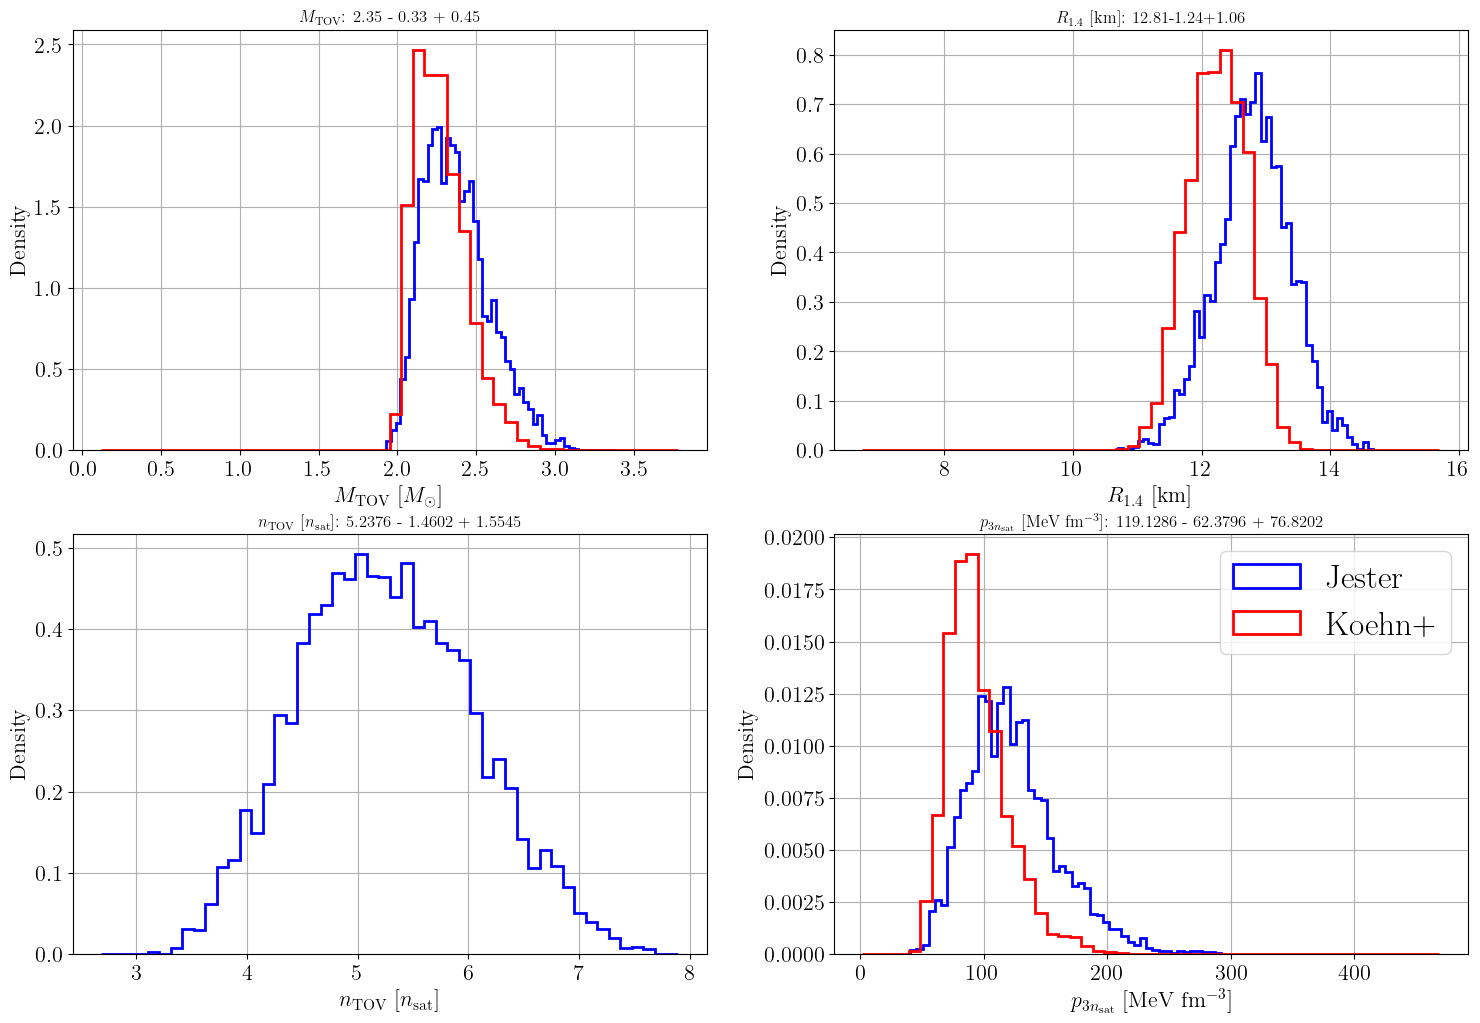 M_TOV: 2.35 - 0.33 + 0.45
2.5
2.0
1.5
1.0
0.5
0.0
Density
0.0 0.5 1.0 1.5 2.0 2.5 3.0 3.5
M_TOV [M_⊙]
R_1.4 [km]: 12.81-1.24+1.06
0.8
0.7
0.6
0.5
0.4
0.3
0.2
0.1
0.0
Density
8 10 12 14 16
R_1.4 [km]
n_TOV [n_sat]: 5.2376 - 1.4602 + 1.5545
0.5
0.4
0.3
0.2
0.1
0.0
Density
3 4 5 6 7 8
n_TOV [n_sat]
p_3n_sat [MeV fm⁻³]: 119.1286 - 62.3796 + 76.8202
0.0200
0.0175
0.0150
0.0125
0.0100
0.0075
0.0050
0.0025
0.0000
Density
Jester
Koehn+
0 100 200 300 400
p_3n_sat [MeV fm⁻³]